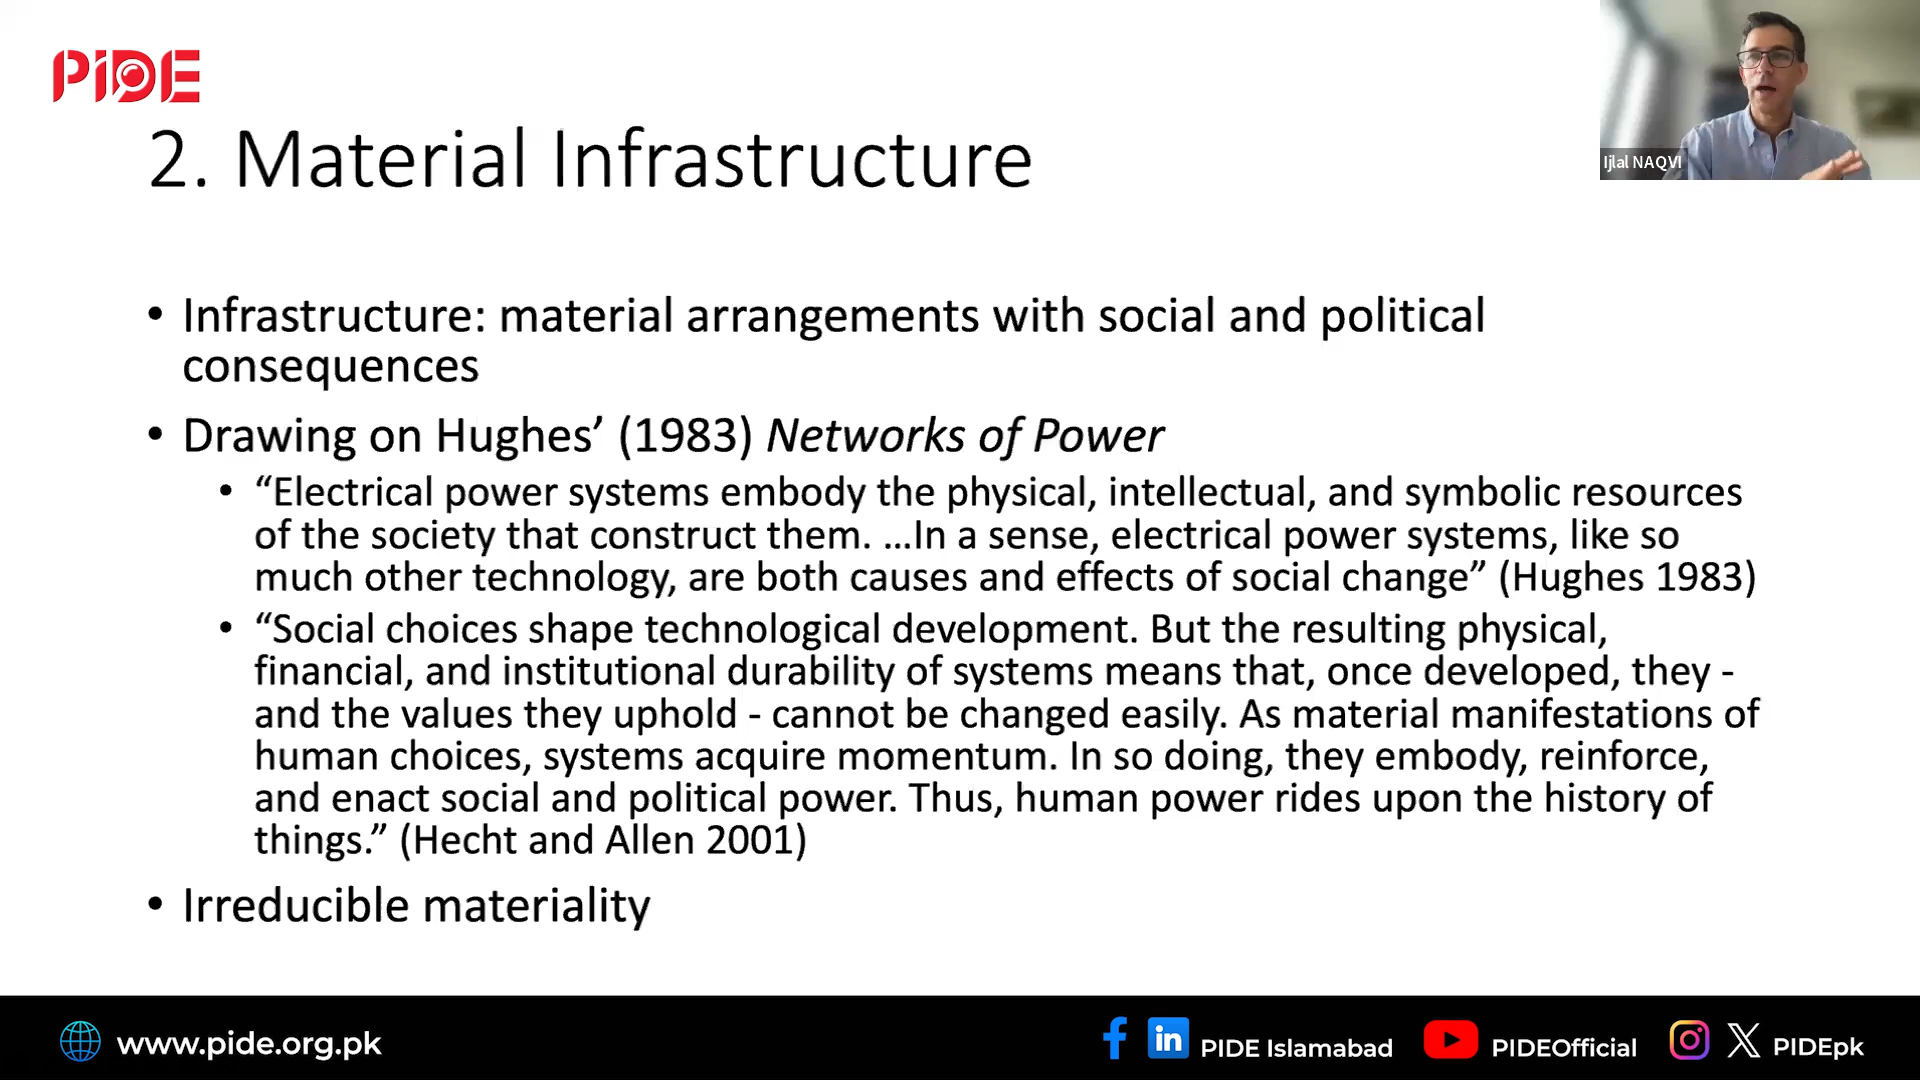 PIDE
Ijlal NAQVI
2. Material Infrastructure
• Infrastructure: material arrangements with social and political
consequences
• Drawing on Hughes’ (1983) Networks of Power
• “Electrical power systems embody the physical, intellectual, and symbolic resources
of the society that construct them. …In a sense, electrical power systems, like so
much other technology, are both causes and effects of social change” (Hughes 1983)
• “Social choices shape technological development. But the resulting physical,
financial, and institutional durability of systems means that, once developed, they -
and the values they uphold - cannot be changed easily. As material manifestations of
human choices, systems acquire momentum. In so doing, they embody, reinforce,
and enact social and political power. Thus, human power rides upon the history of
things.” (Hecht and Allen 2001)
• Irreducible materiality
www.pide.org.pk
PIDE Islamabad
PIDEOfficial
PIDEpk